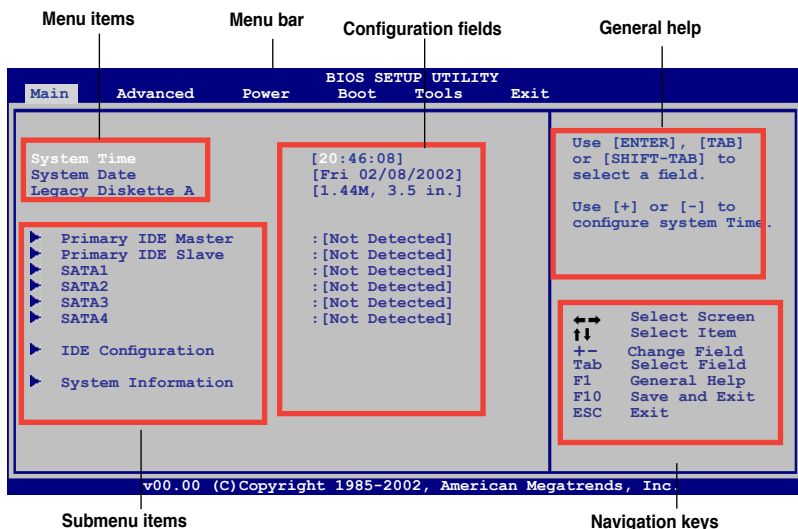 Menu items
Menu bar
Configuration fields
General help
BIOS SETUP UTILITY
Main Advanced Power Boot Tools Exit
System Time [20:46:08]
System Date [Fri 02/08/2002]
Legacy Diskette A [1.44M, 3.5 in.]
Primary IDE Master :[Not Detected]
Primary IDE Slave :[Not Detected]
SATA1 :[Not Detected]
SATA2 :[Not Detected]
SATA3 :[Not Detected]
SATA4 :[Not Detected]
IDE Configuration
System Information
Use [ENTER], [TAB]
or [SHIFT-TAB] to
select a field.
Use [+] or [-] to
configure system Time.
←→ Select Screen
↑↓ Select Item
+- Change Field
Tab Select Field
F1 General Help
F10 Save and Exit
ESC Exit
v00.00 (C)Copyright 1985-2002, American Megatrends, Inc.
Submenu items
Navigation keys